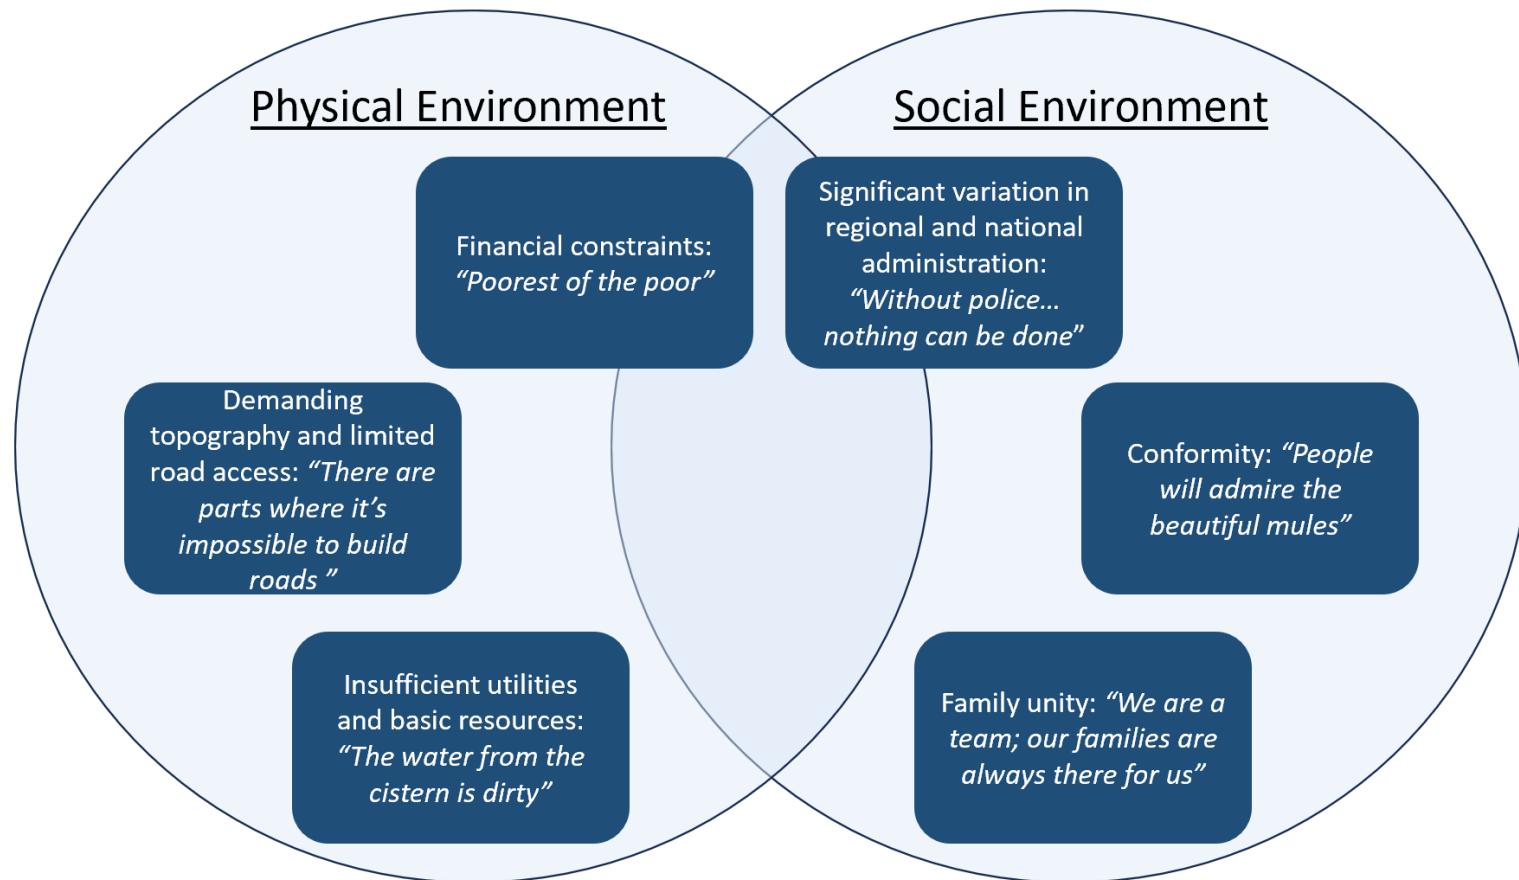 Physical Environment
Social Environment
Financial constraints:
“Poorest of the poor”
Significant variation in
regional and national
administration:
“Without police...
nothing can be done”
Demanding
topography and limited
road access: “There are
parts where it’s
impossible to build
roads ”
Conformity: “People
will admire the
beautiful mules”
Insufficient utilities
and basic resources:
“The water from the
cistern is dirty”
Family unity: “We are a
team; our families are
always there for us”